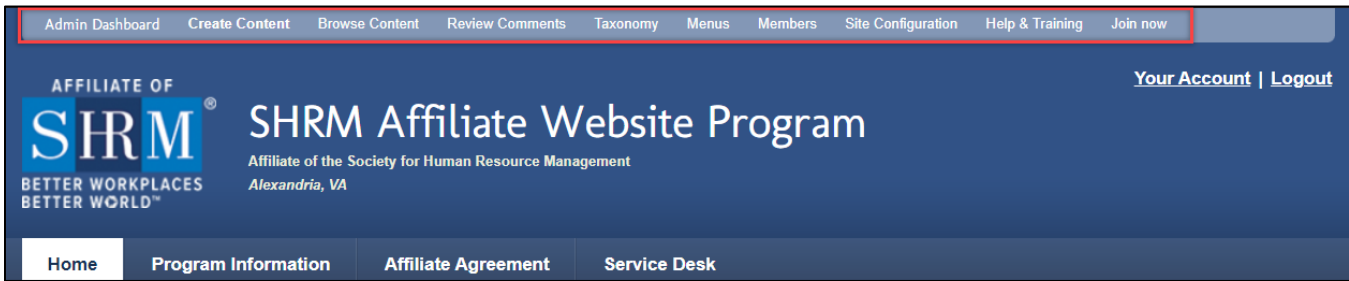 Admin Dashboard Create Content Browse Content Review Comments Taxonomy Menus Members Site Configuration Help & Training Join now
Your Account | Logout
AFFILIATE OF
SHRM®
BETTER WORKPLACES
BETTER WORLD™
SHRM Affiliate Website Program
Affiliate of the Society for Human Resource Management
Alexandria, VA
Home Program Information Affiliate Agreement Service Desk